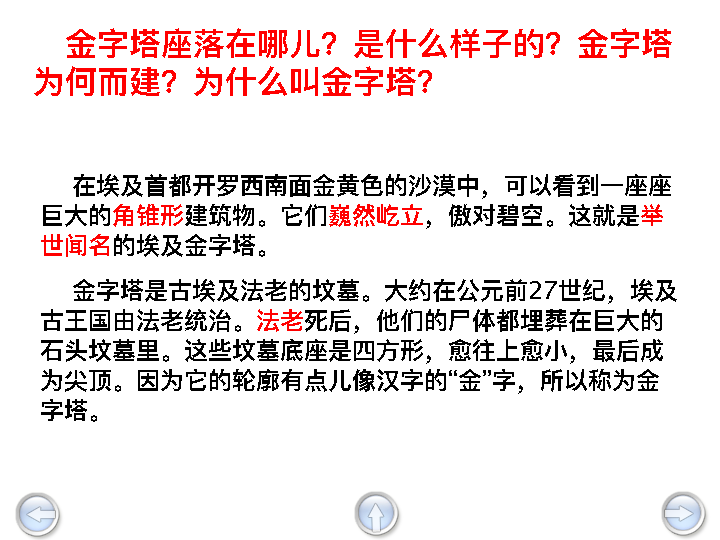 金字塔座落在哪儿？是什么样子的？金字塔
为何而建？为什么叫金字塔？
在埃及首都开罗西南面金黄色的沙漠中，可以看到一座座
巨大的角锥形建筑物。它们巍然屹立，傲对碧空。这就是举
世闻名的埃及金字塔。
金字塔是古埃及法老的坟墓。大约在公元前27世纪，埃及
古王国由法老统治。法老死后，他们的尸体都埋葬在巨大的
石头坟墓里。这些坟墓底座是四方形，愈往上愈小，最后成
为尖顶。因为它的轮廓有点儿像汉字的“金”字，所以称为金
字塔。